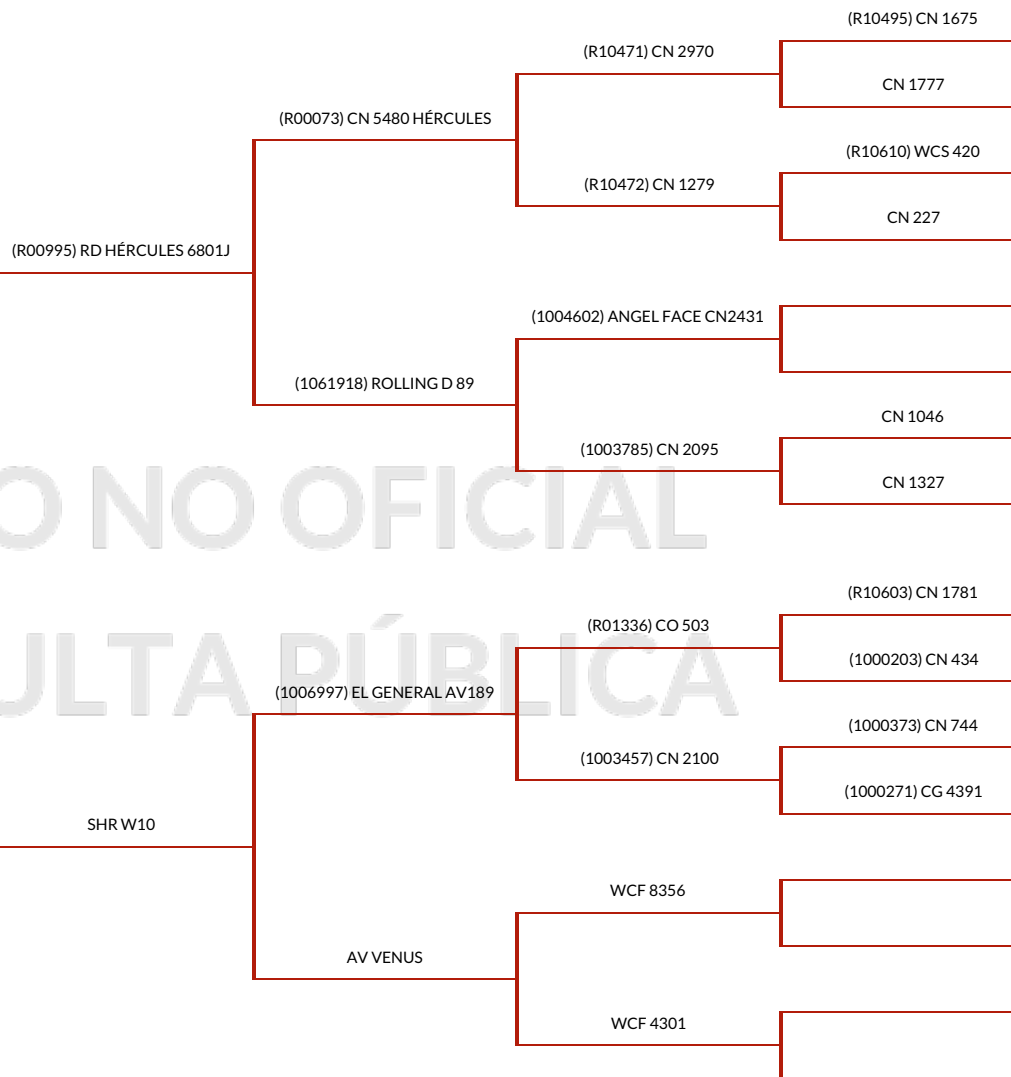 (R10495) CN 1675
(R10471) CN 2970
CN 1777
(R00073) CN 5480 HÉRCULES
(R10610) WCS 420
(R10472) CN 1279
CN 227
(R00995) RD HÉRCULES 6801J
(1004602) ANGEL FACE CN2431
(1061918) ROLLING D 89
CN 1046
(1003785) CN 2095
CN 1327
O NO OFICIAL
(R10603) CN 1781
(R01336) CO 503
(1000203) CN 434
ULTA PÚBLICA
(1006997) EL GENERAL AV189
(1000373) CN 744
(1003457) CN 2100
(1000271) CG 4391
SHR W10
WCF 8356
AV VENUS
WCF 4301